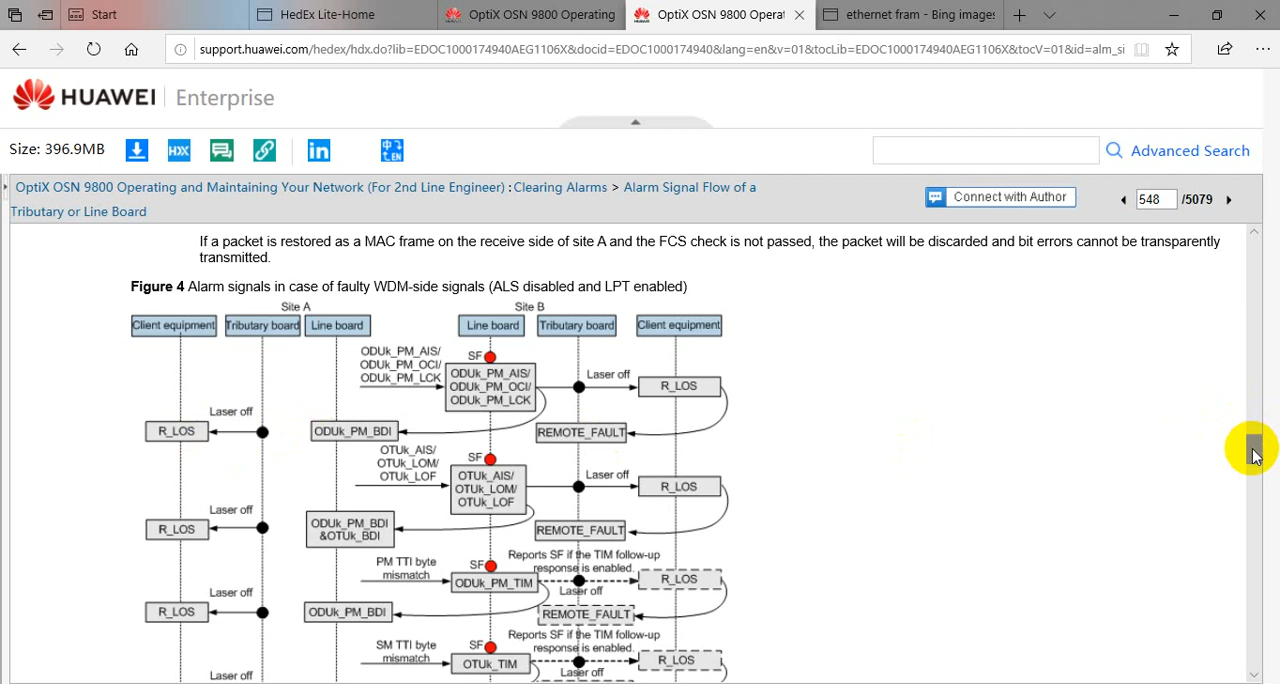 Start
HedEx Lite-Home
OptiX OSN 9800 Operating
OptiX OSN 9800 Operat
ethernet fram - Bing images
support.huawei.com/hedex/hdx.do?lib=EDOC1000174940AEG1106X&docid=EDOC1000174940&lang=en&v=01&tocLib=EDOC1000174940AEG1106X&tocV=01&id=alm_si
HUAWEI Enterprise
Size: 396.9MB
HDX
in
中
EN
Advanced Search
OptiX OSN 9800 Operating and Maintaining Your Network (For 2nd Line Engineer) : Clearing Alarms > Alarm Signal Flow of a
Tributary or Line Board
Connect with Author
548 /5079
If a packet is restored as a MAC frame on the receive side of site A and the FCS check is not passed, the packet will be discarded and bit errors cannot be transparently
transmitted.
Figure 4 Alarm signals in case of faulty WDM-side signals (ALS disabled and LPT enabled)
Site A
Site B
Client equipment
Tributary board
Line board
Line board
Tributary board
Client equipment
ODUk_PM_AIS/
ODUk_PM_OCI/
ODUk_PM_LCK
SF
ODUk_PM_AIS/
ODUk_PM_OCI/
ODUk_PM_LCK
Laser off
R_LOS
Laser off
R_LOS
ODUk_PM_BDI
REMOTE_FAULT
OTUk_AIS/
OTUk_LOM/
OTUk_LOF
SF
OTUk_AIS/
OTUk_LOM/
OTUk_LOF
Laser off
R_LOS
Laser off
R_LOS
ODUk_PM_BDI
&OTUk_BDI
REMOTE_FAULT
PM TTI byte
mismatch
SF
ODUk_PM_TIM
Reports SF if the TIM follow-up
response is enabled.
Laser off
R_LOS
Laser off
R_LOS
ODUk_PM_BDI
REMOTE_FAULT
SM TTI byte
mismatch
SF
OTUk_TIM
Reports SF if the TIM follow-up
response is enabled.
Laser off
R_LOS
Laser off